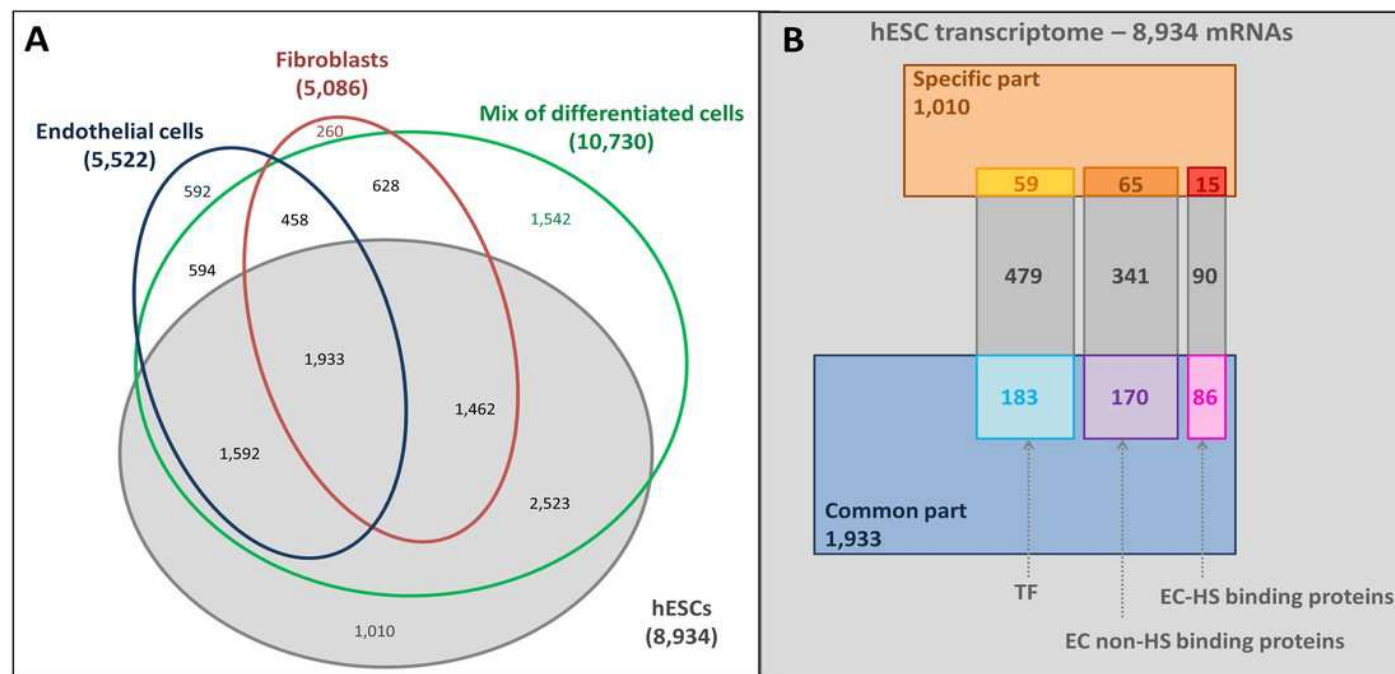 A
Fibroblasts
(5,086)
Endothelial cells
(5,522)
Mix of differentiated cells
(10,730)
260
592
628
458
1,542
594
1,933
1,462
1,592
2,523
hESCs
(8,934)
1,010
B
hESC transcriptome – 8,934 mRNAs
Specific part
1,010
59 65 15
479 341 90
183 170 86
Common part
1,933
TF
EC-HS binding proteins
EC non-HS binding proteins